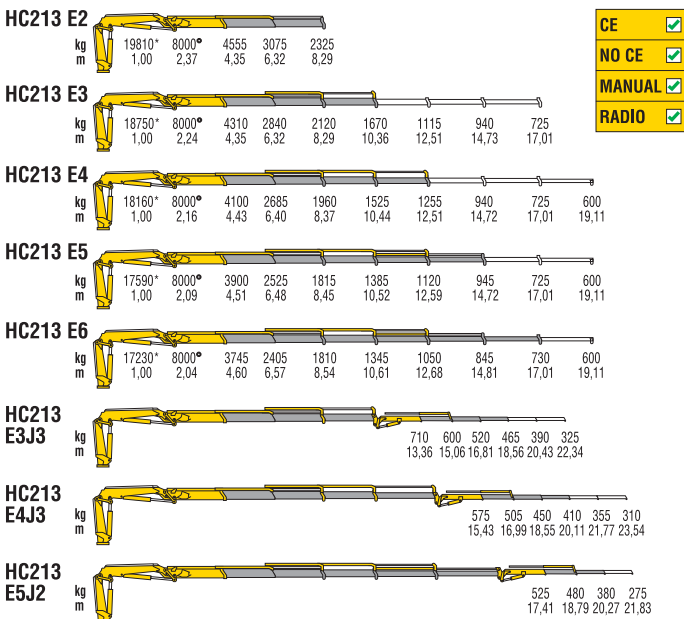 HC213 E2
kg 19810* 8000° 4555 3075 2325
m 1,00 2,37 4,35 6,32 8,29
CE
NO CE
MANUAL
RADIO
HC213 E3
kg 18750* 8000° 4310 2840 2120 1670 1115 940 725
m 1,00 2,24 4,35 6,32 8,29 10,36 12,51 14,73 17,01
HC213 E4
kg 18160* 8000° 4100 2685 1960 1525 1255 940 725 600
m 1,00 2,16 4,43 6,40 8,37 10,44 12,51 14,72 17,01 19,11
HC213 E5
kg 17590* 8000° 3900 2525 1815 1385 1120 945 725 600
m 1,00 2,09 4,51 6,48 8,45 10,52 12,59 14,72 17,01 19,11
HC213 E6
kg 17230* 8000° 3745 2405 1810 1345 1050 845 730 600
m 1,00 2,04 4,60 6,57 8,54 10,61 12,68 14,81 17,01 19,11
HC213
E3J3
kg 710 600 520 465 390 325
m 13,36 15,06 16,81 18,56 20,43 22,34
HC213
E4J3
kg 575 505 450 410 355 310
m 15,43 16,99 18,55 20,11 21,77 23,54
HC213
E5J2
kg 525 480 380 275
m 17,41 18,79 20,27 21,83